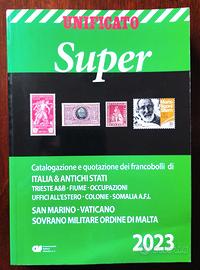 UNIFICATO
Super
Catalogazione e quotazione dei francobolli di
ITALIA & ANTICHI STATI
TRIESTE A&B - FIUME - OCCUPAZIONI
UFFICI ALL'ESTERO - COLONIE - SOMALIA A.F.I.
SAN MARINO - VATICANO
SOVRANO MILITARE ORDINE DI MALTA
2023